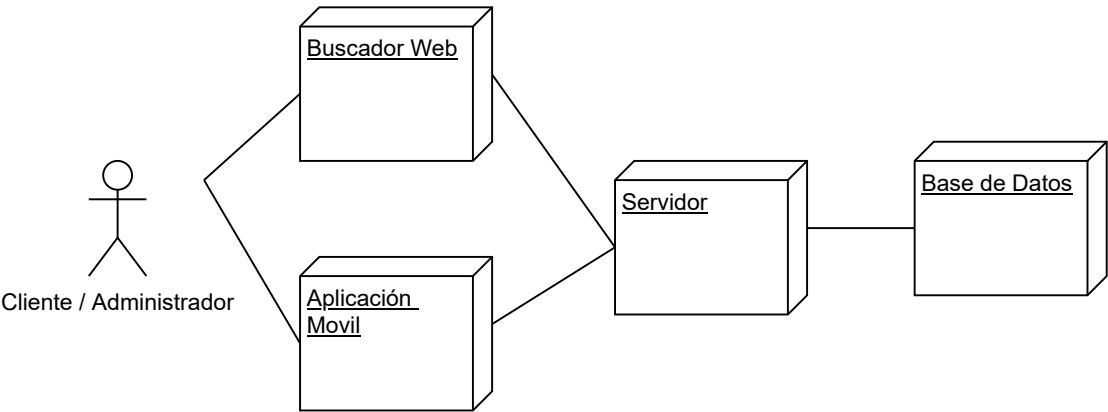 Buscador Web
Base de Datos
Servidor
Cliente / Administrador
Aplicación
Movil